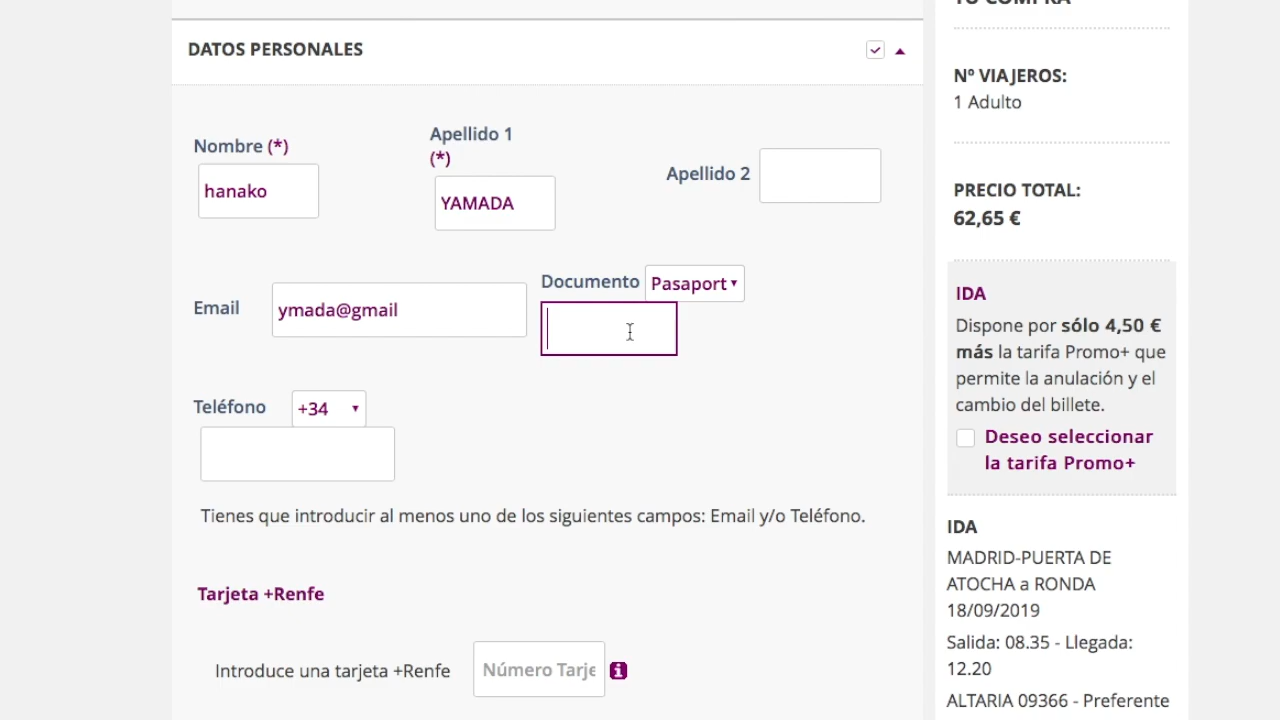 DATOS PERSONALES
Nombre (*)
hanako
Apellido 1
(*)
YAMADA
Apellido 2
Email
ymada@gmail
Documento
Pasaport
Teléfono
+34
Tienes que introducir al menos uno de los siguientes campos: Email y/o Teléfono.
Tarjeta +Renfe
Introduce una tarjeta +Renfe
Número Tarje
TU COMPRA
Nº VIAJEROS:
1 Adulto
PRECIO TOTAL:
62,65 €
IDA
Dispone por sólo 4,50 €
más la tarifa Promo+ que
permite la anulación y el
cambio del billete.
Deseo seleccionar
la tarifa Promo+
IDA
MADRID-PUERTA DE
ATOCHA a RONDA
18/09/2019
Salida: 08.35 - Llegada:
12.20
ALTARIA 09366 - Preferente